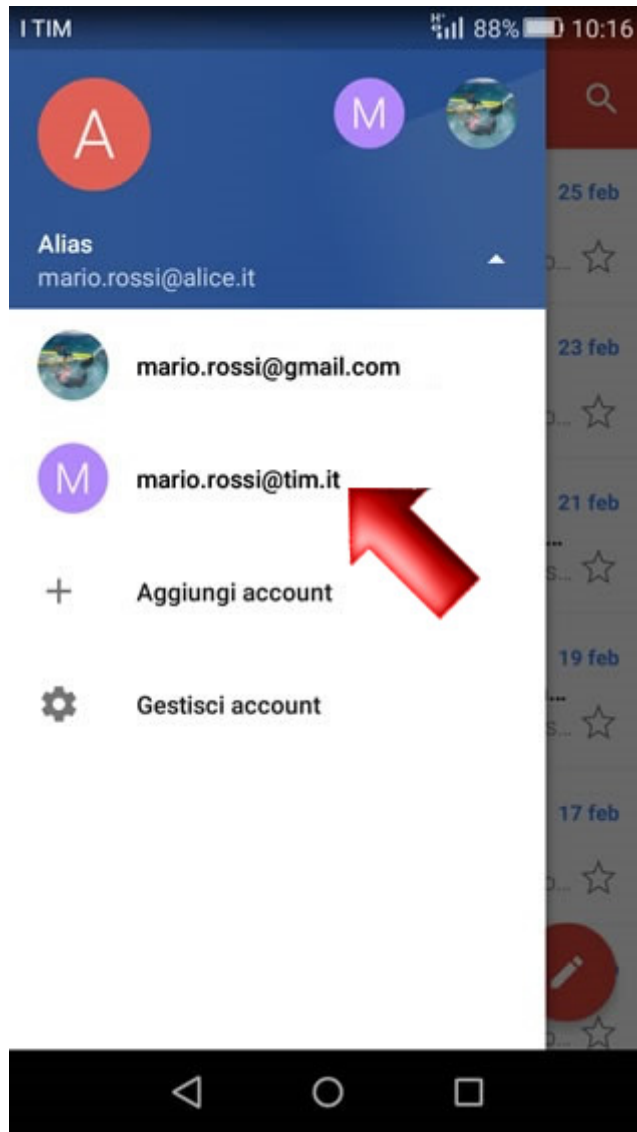 I TIM 88% 10:16
A M
Alias
mario.rossi@alice.it
25 feb
mario.rossi@gmail.com
23 feb
M mario.rossi@tim.it
21 feb
Aggiungi account
19 feb
Gestisci account
17 feb